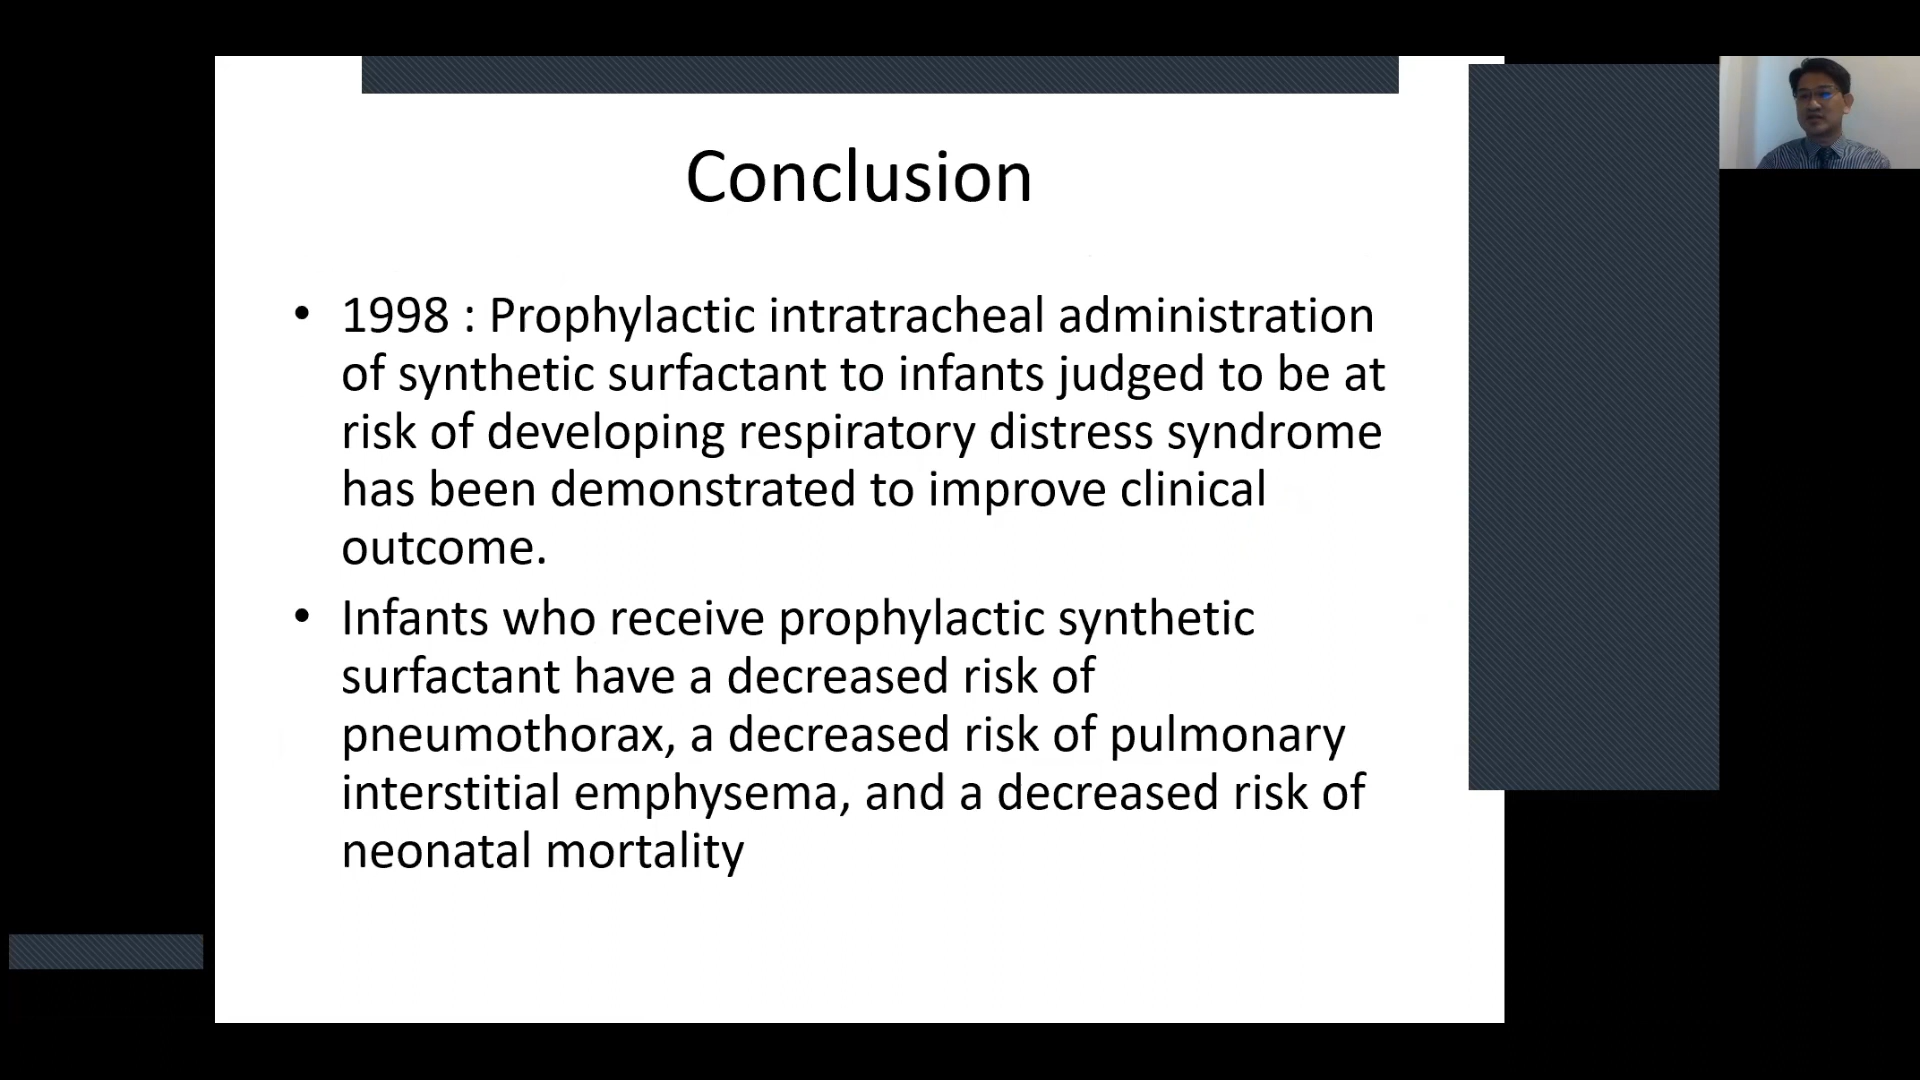 Conclusion
• 1998 : Prophylactic intratracheal administration
of synthetic surfactant to infants judged to be at
risk of developing respiratory distress syndrome
has been demonstrated to improve clinical
outcome.
• Infants who receive prophylactic synthetic
surfactant have a decreased risk of
pneumothorax, a decreased risk of pulmonary
interstitial emphysema, and a decreased risk of
neonatal mortality